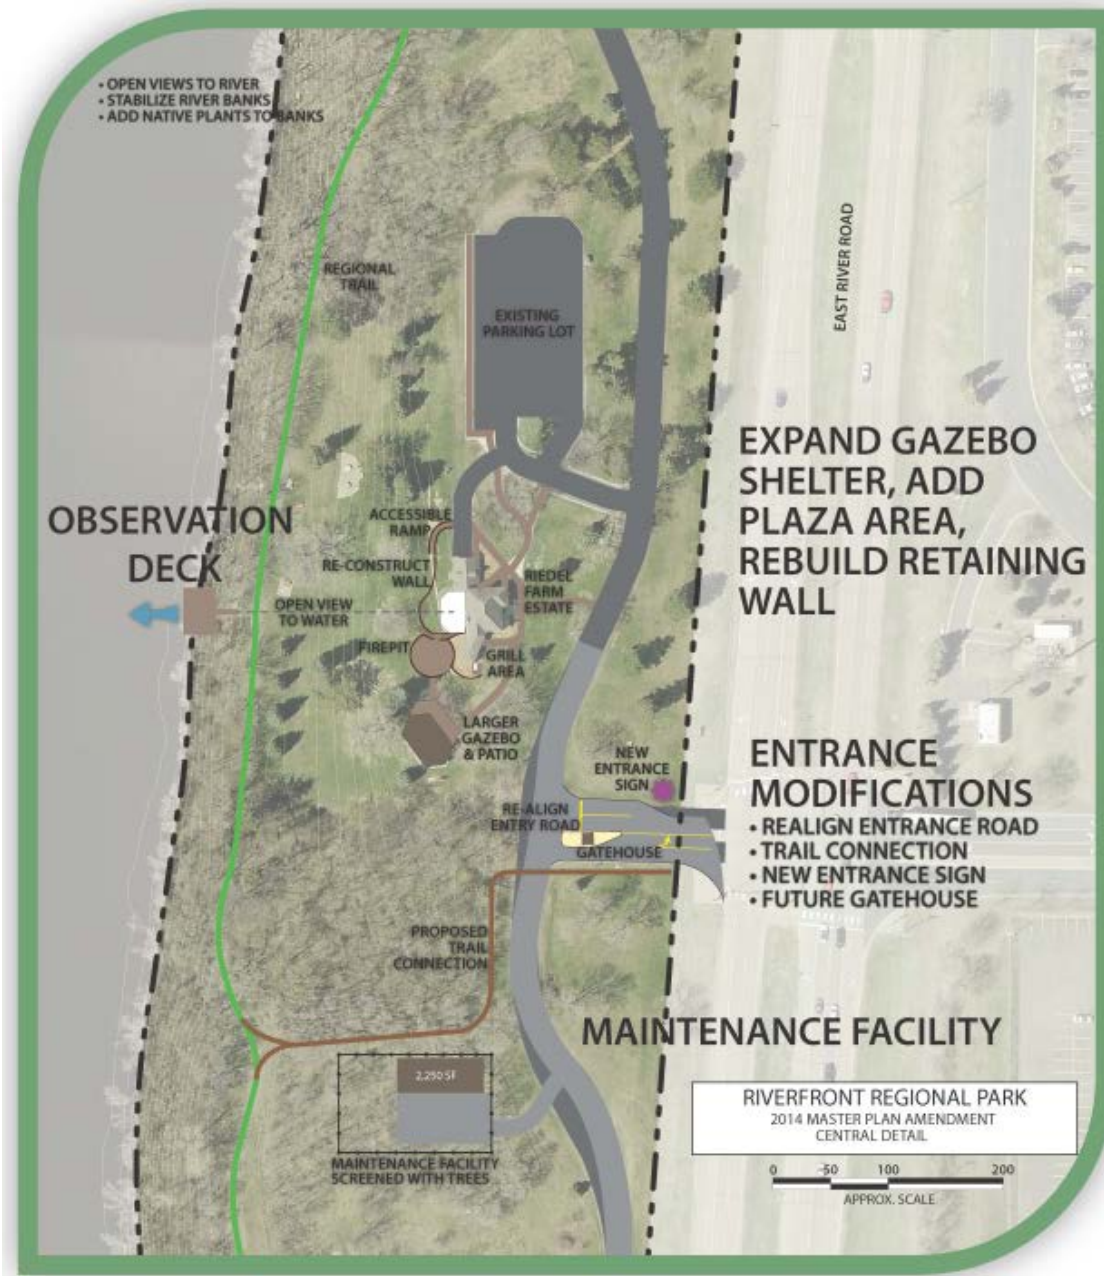 • OPEN VIEWS TO RIVER
• STABILIZE RIVER BANKS
• ADD NATIVE PLANTS TO BANKS
REGIONAL
TRAIL
EXISTING
PARKING LOT
EAST RIVER ROAD
EXPAND GAZEBO
SHELTER, ADD
PLAZA AREA,
REBUILD RETAINING
WALL
OBSERVATION
DECK
ACCESSIBLE
RAMP
RE-CONSTRUCT
WALL
OPEN VIEW
TO WATER
RIEDEL
FARM
ESTATE
FIREPIT
GRILL
AREA
LARGER
GAZEBO
& PATIO
NEW
ENTRANCE
SIGN
RE-ALIGN
ENTRY ROAD
GATEHOUSE
ENTRANCE
MODIFICATIONS
• REALIGN ENTRANCE ROAD
• TRAIL CONNECTION
• NEW ENTRANCE SIGN
• FUTURE GATEHOUSE
PROPOSED
TRAIL
CONNECTION
MAINTENANCE FACILITY
2,250 SF
MAINTENANCE FACILITY
SCREENED WITH TREES
RIVERFRONT REGIONAL PARK
2014 MASTER PLAN AMENDMENT
CENTRAL DETAIL
0 50 100 200
APPROX. SCALE